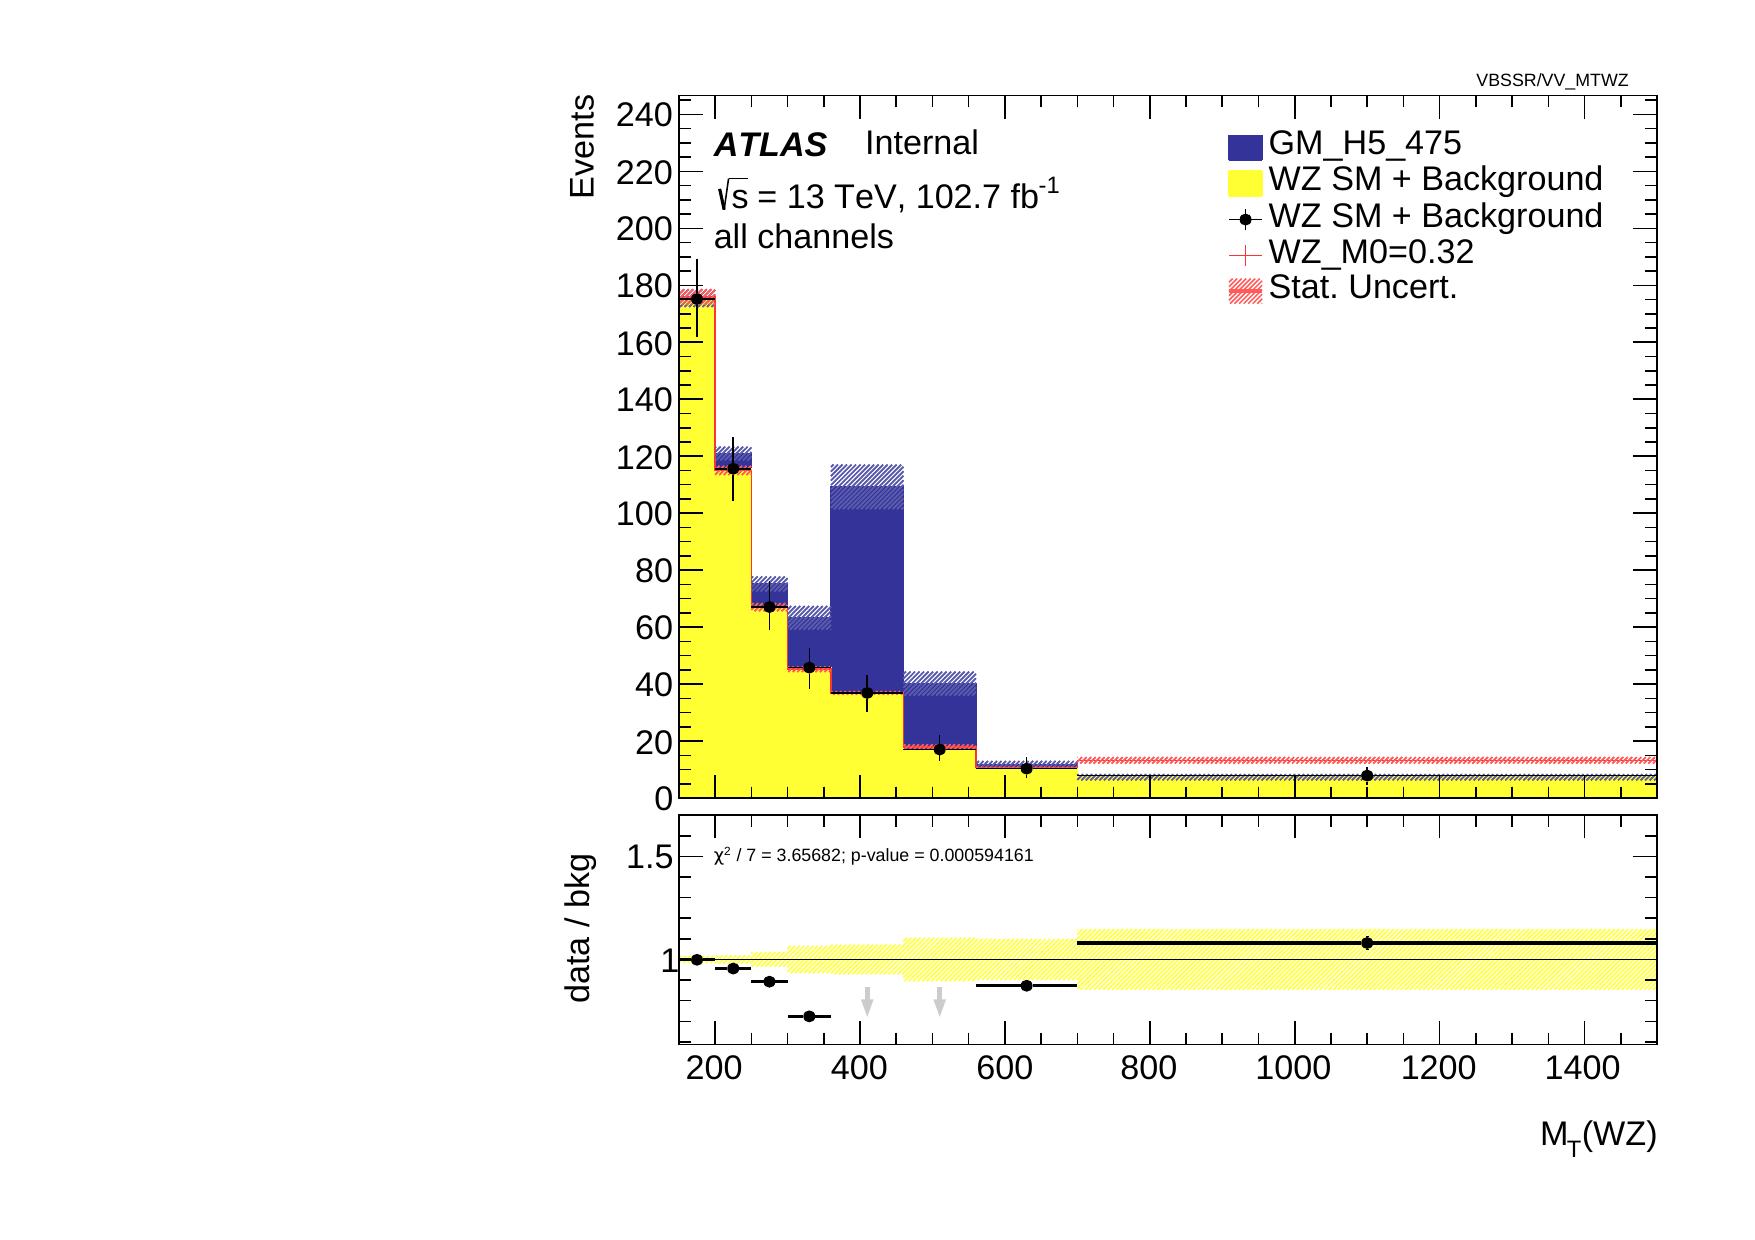 VBSSR/VV_MTWZ
Events
240
220
200
180
160
140
120
100
80
60
40
20
0
ATLAS Internal
√s = 13 TeV, 102.7 fb⁻¹
all channels
GM_H5_475
WZ SM + Background
WZ SM + Background
WZ_M0=0.32
Stat. Uncert.
data / bkg
1.5
1
χ² / 7 = 3.65682; p-value = 0.000594161
200 400 600 800 1000 1200 1400
M_T(WZ)